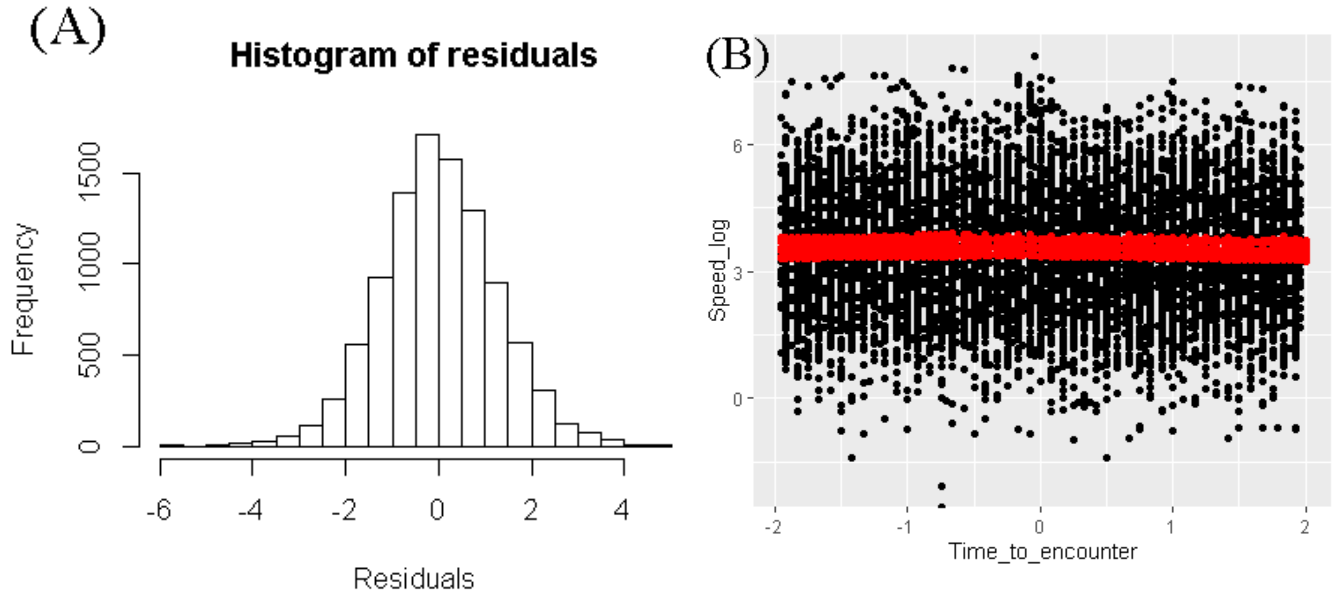 (A)
Histogram of residuals
Frequency
0
500
1000
1500
-6
-4
-2
0
2
4
Residuals
(B)
Speed_log
6
3
0
-2
-1
0
1
2
Time_to_encounter